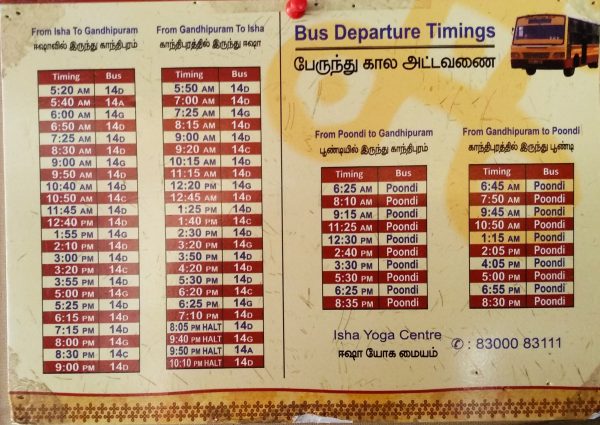 From Isha To Gandhipuram
ஈஷாவில் இருந்து காந்திபுரம்
Timing Bus
5:20 AM 14D
5:40 AM 14A
6:00 AM 14G
6:50 AM 14D
7:25 AM 14D
8:30 AM 14D
9:00 AM 14G
9:50 AM 14D
10:40 AM 14D
10:50 AM 14C
11:45 AM 14D
12:40 PM 14D
1:55 PM 14G
2:10 PM 14D
3:00 PM 14D
3:20 PM 14C
3:55 PM 14D
5:00 PM 14G
5:25 PM 14D
6:15 PM 14D
7:15 PM 14D
8:00 PM 14G
8:30 PM 14C
9:00 PM 14D
From Gandhipuram To Isha
காந்திபுரத்தில் இருந்து ஈஷா
Timing Bus
5:50 AM 14D
7:00 AM 14D
7:25 AM 14G
8:15 AM 14D
9:00 AM 14D
9:20 AM 14C
10:15 AM 14D
11:15 AM 14D
12:20 PM 14G
12:45 AM 14D
1:25 PM 14D
1:40 PM 14C
2:30 PM 14D
3:20 PM 14G
3:50 PM 14D
4:20 PM 14D
5:30 PM 14D
6:20 PM 14C
6:25 PM 14G
7:10 PM 14D
8:05 PM HALT 14D
9:40 PM HALT 14G
9:50 PM HALT 14A
10:10 PM HALT 14D
Bus Departure Timings
பேருந்து கால அட்டவணை
From Poondi to Gandhipuram
பூண்டியில் இருந்து காந்திபுரம்
Timing Bus
6:25 AM Poondi
8:10 AM Poondi
9:15 AM Poondi
11:25 AM Poondi
12:30 PM Poondi
2:40 PM Poondi
3:30 PM Poondi
5:30 PM Poondi
6:25 PM Poondi
8:35 PM Poondi
From Gandhipuram to Poondi
காந்திபுரத்தில் இருந்து பூண்டி
Timing Bus
6:45 AM Poondi
7:50 AM Poondi
9:45 AM Poondi
10:50 AM Poondi
1:15 AM Poondi
2:05 PM Poondi
4:05 PM Poondi
5:00 PM Poondi
6:55 PM Poondi
8:30 PM Poondi
Isha Yoga Centre
ஈஷா யோக மையம்
✆ : 83000 83111